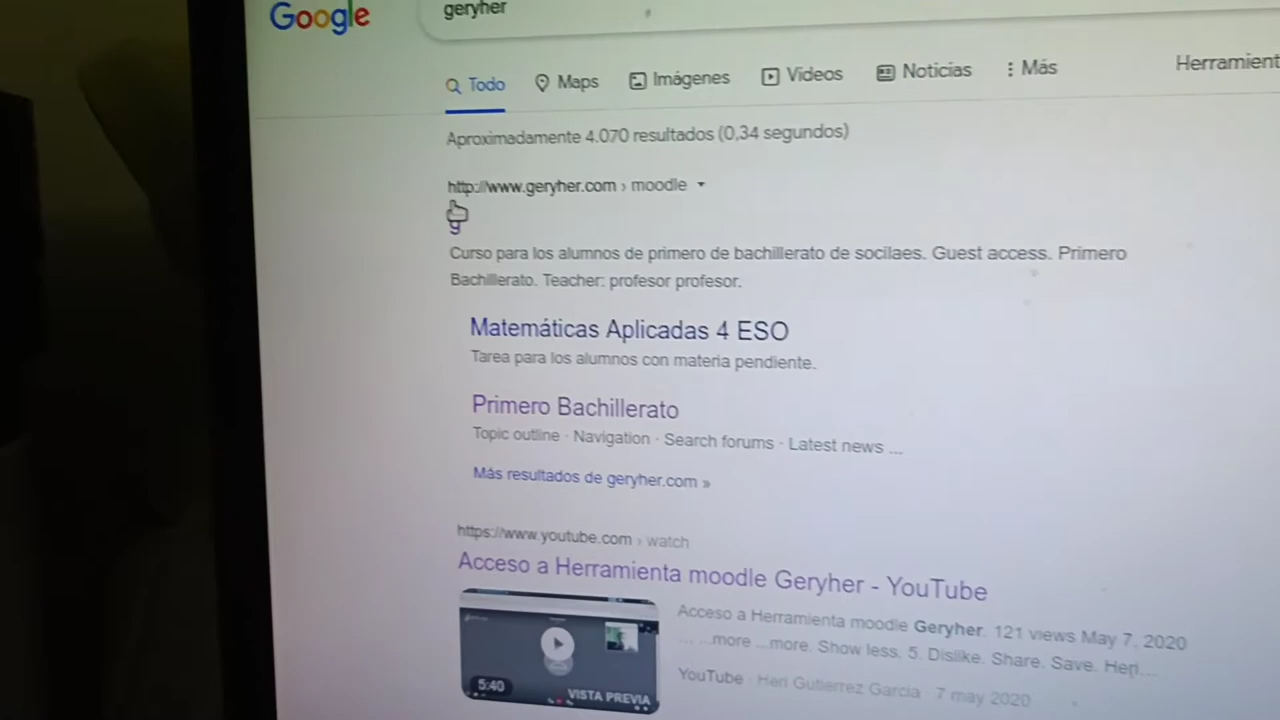 Google
geryher
Todo Maps Imágenes Videos Noticias Más Herramient
Aproximadamente 4.070 resultados (0,34 segundos)
http://www.geryher.com › moodle
g
Curso para los alumnos de primero de bachillerato de socilaes. Guest access. Primero
Bachillerato. Teacher: profesor profesor.
Matemáticas Aplicadas 4 ESO
Tarea para los alumnos con materia pendiente.
Primero Bachillerato
Topic outline · Navigation · Search forums · Latest news ...
Más resultados de geryher.com »
https://www.youtube.com › watch
Acceso a Herramienta moodle Geryher - YouTube
Acceso a Herramienta moodle Geryher. 121 views May 7, 2020
... ...more ...more. Show less. 5. Dislike. Share. Save. Heri...
YouTube · Heri Gutierrez Garcia · 7 may 2020
5:40
VISTA PREVIA